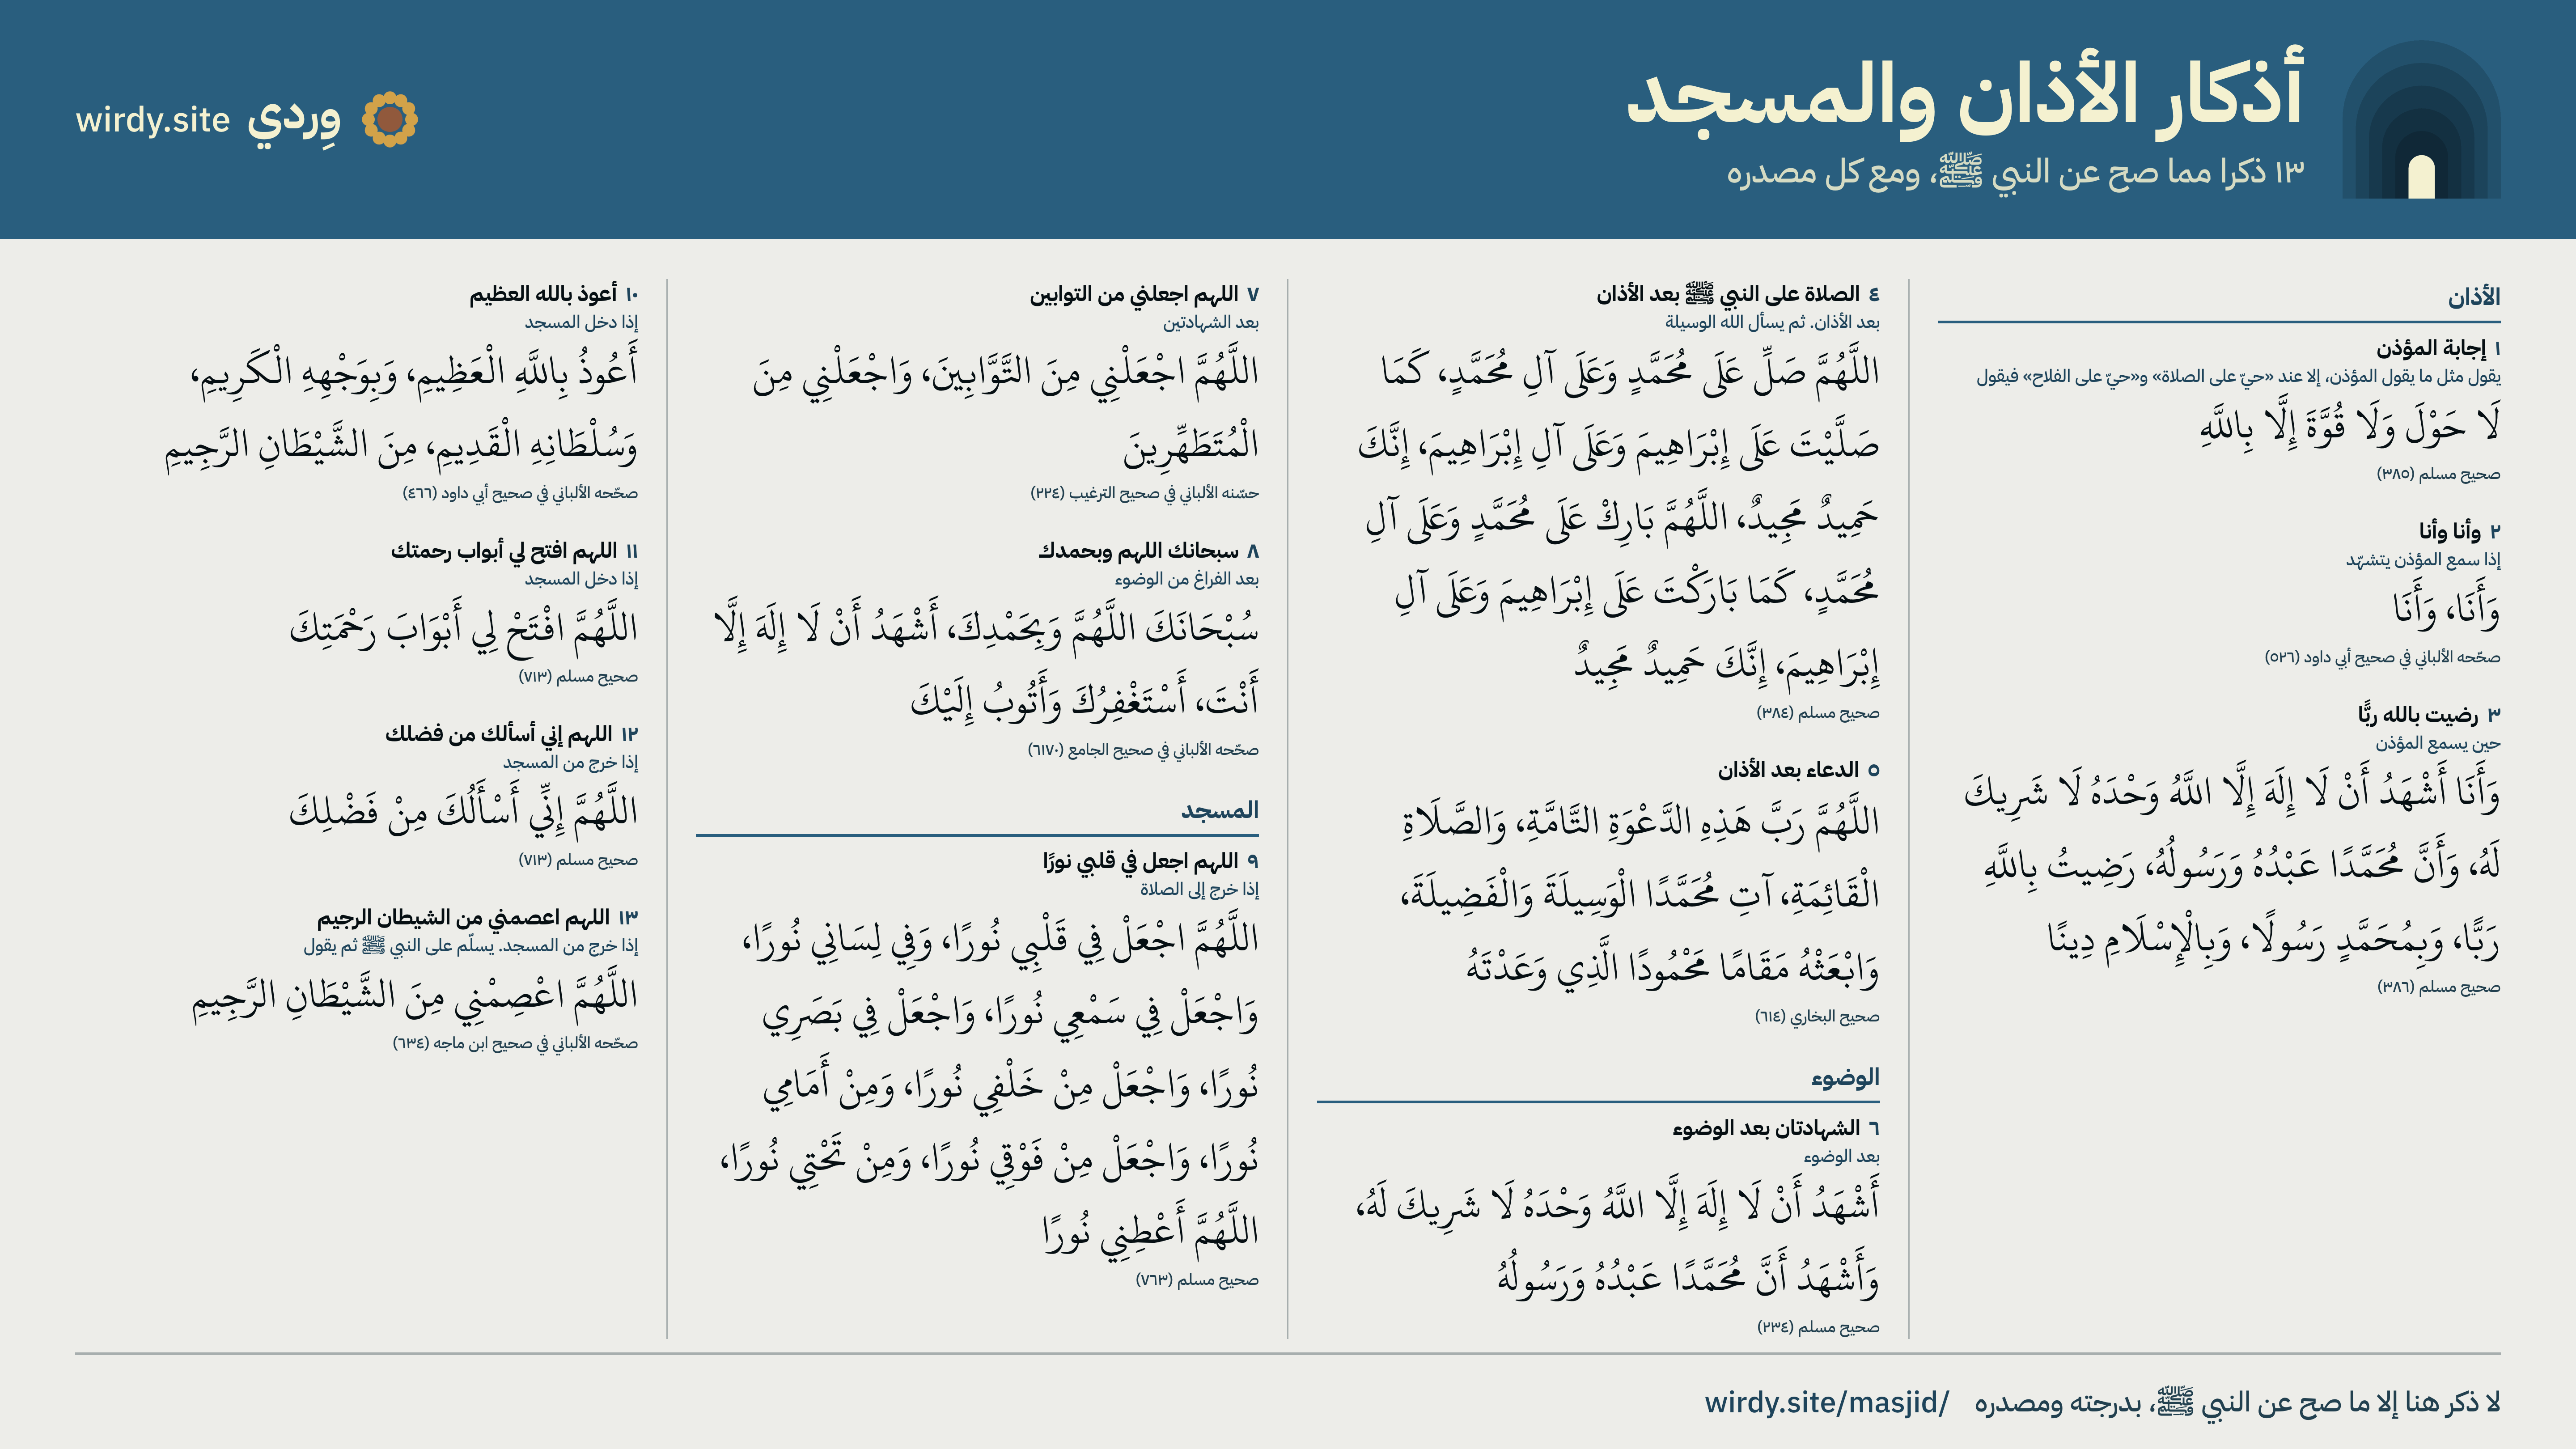 أذكار الأذان والمسجد
١٣ ذكرا مما صح عن النبي ﷺ، ومع كل مصدره
وِردي wirdy.site
الأذان
١ إجابة المؤذن
يقول مثل ما يقول المؤذن، إلا عند «حيّ على الصلاة» و«حيّ على الفلاح» فيقول
لَا حَوْلَ وَلَا قُوَّةَ إِلَّا بِاللَّهِ
صحيح مسلم (٣٨٥)
٢ وأنا وأنا
إذا سمع المؤذن يتشهّد
وَأَنَا، وَأَنَا
صحّحه الألباني في صحيح أبي داود (٥٢٦)
٣ رضيت بالله ربًّا
حين يسمع المؤذن
وَأَنَا أَشْهَدُ أَنْ لَا إِلَهَ إِلَّا اللَّهُ وَحْدَهُ لَا شَرِيكَ
لَهُ، وَأَنَّ مُحَمَّدًا عَبْدُهُ وَرَسُولُهُ، رَضِيتُ بِاللَّهِ
رَبًّا، وَبِمُحَمَّدٍ رَسُولًا، وَبِالْإِسْلَامِ دِينًا
صحيح مسلم (٣٨٦)
٤ الصلاة على النبي ﷺ بعد الأذان
بعد الأذان. ثم يسأل الله الوسيلة
اللَّهُمَّ صَلِّ عَلَى مُحَمَّدٍ وَعَلَى آلِ مُحَمَّدٍ، كَمَا
صَلَّيْتَ عَلَى إِبْرَاهِيمَ وَعَلَى آلِ إِبْرَاهِيمَ، إِنَّكَ
حَمِيدٌ مَجِيدٌ، اللَّهُمَّ بَارِكْ عَلَى مُحَمَّدٍ وَعَلَى آلِ
مُحَمَّدٍ، كَمَا بَارَكْتَ عَلَى إِبْرَاهِيمَ وَعَلَى آلِ
إِبْرَاهِيمَ، إِنَّكَ حَمِيدٌ مَجِيدٌ
صحيح مسلم (٣٨٤)
٥ الدعاء بعد الأذان
اللَّهُمَّ رَبَّ هَذِهِ الدَّعْوَةِ التَّامَّةِ، وَالصَّلَاةِ
الْقَائِمَةِ، آتِ مُحَمَّدًا الْوَسِيلَةَ وَالْفَضِيلَةَ،
وَابْعَثْهُ مَقَامًا مَحْمُودًا الَّذِي وَعَدْتَهُ
صحيح البخاري (٦١٤)
الوضوء
٦ الشهادتان بعد الوضوء
بعد الوضوء
أَشْهَدُ أَنْ لَا إِلَهَ إِلَّا اللَّهُ وَحْدَهُ لَا شَرِيكَ لَهُ،
وَأَشْهَدُ أَنَّ مُحَمَّدًا عَبْدُهُ وَرَسُولُهُ
صحيح مسلم (٢٣٤)
٧ اللهم اجعلني من التوابين
بعد الشهادتين
اللَّهُمَّ اجْعَلْنِي مِنَ التَّوَّابِينَ، وَاجْعَلْنِي مِنَ
الْمُتَطَهِّرِينَ
حسّنه الألباني في صحيح الترغيب (٢٢٤)
٨ سبحانك اللهم وبحمدك
بعد الفراغ من الوضوء
سُبْحَانَكَ اللَّهُمَّ وَبِحَمْدِكَ، أَشْهَدُ أَنْ لَا إِلَهَ إِلَّا
أَنْتَ، أَسْتَغْفِرُكَ وَأَتُوبُ إِلَيْكَ
صحّحه الألباني في صحيح الجامع (٦١٧٠)
المسجد
٩ اللهم اجعل في قلبي نورًا
إذا خرج إلى الصلاة
اللَّهُمَّ اجْعَلْ فِي قَلْبِي نُورًا، وَفِي لِسَانِي نُورًا،
وَاجْعَلْ فِي سَمْعِي نُورًا، وَاجْعَلْ فِي بَصَرِي
نُورًا، وَاجْعَلْ مِنْ خَلْفِي نُورًا، وَمِنْ أَمَامِي
نُورًا، وَاجْعَلْ مِنْ فَوْقِي نُورًا، وَمِنْ تَحْتِي نُورًا،
اللَّهُمَّ أَعْطِنِي نُورًا
صحيح مسلم (٧٦٣)
١٠ أعوذ بالله العظيم
إذا دخل المسجد
أَعُوذُ بِاللَّهِ الْعَظِيمِ، وَبِوَجْهِهِ الْكَرِيمِ،
وَسُلْطَانِهِ الْقَدِيمِ، مِنَ الشَّيْطَانِ الرَّجِيمِ
صحّحه الألباني في صحيح أبي داود (٤٦٦)
١١ اللهم افتح لي أبواب رحمتك
إذا دخل المسجد
اللَّهُمَّ افْتَحْ لِي أَبْوَابَ رَحْمَتِكَ
صحيح مسلم (٧١٣)
١٢ اللهم إني أسألك من فضلك
إذا خرج من المسجد
اللَّهُمَّ إِنِّي أَسْأَلُكَ مِنْ فَضْلِكَ
صحيح مسلم (٧١٣)
١٣ اللهم اعصمني من الشيطان الرجيم
إذا خرج من المسجد. يسلّم على النبي ﷺ ثم يقول
اللَّهُمَّ اعْصِمْنِي مِنَ الشَّيْطَانِ الرَّجِيمِ
صحّحه الألباني في صحيح ابن ماجه (٦٣٤)
لا ذكر هنا إلا ما صح عن النبي ﷺ، بدرجته ومصدره wirdy.site/masjid/